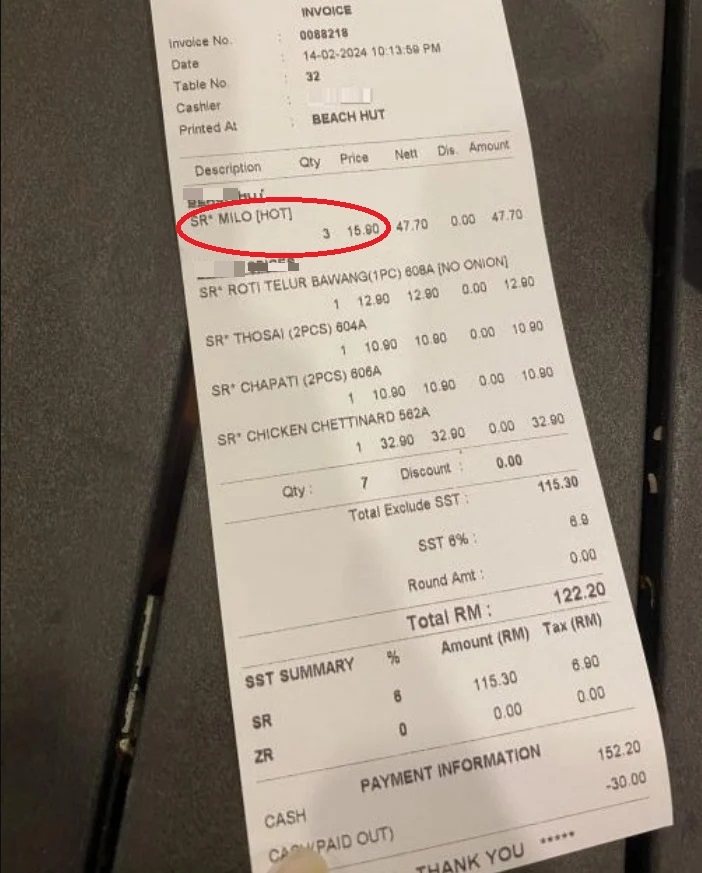 INVOICE
Invoice No. : 0088218
Date : 14-02-2024 10:13:59 PM
Table No. : 32
Cashier :
Printed At : BEACH HUT
Description Qty Price Nett Dis. Amount
SR* MILO [HOT]
3 15.90 47.70 0.00 47.70
SR* ROTI TELUR BAWANG(1PC) 608A [NO ONION]
1 12.90 12.90 0.00 12.90
SR* THOSAI (2PCS) 604A
1 10.90 10.90 0.00 10.90
SR* CHAPATI (2PCS) 606A
1 10.90 10.90 0.00 10.90
SR* CHICKEN CHETTINARD 562A
1 32.90 32.90 0.00 32.90
Qty : 7 Discount : 0.00
Total Exclude SST : 115.30
SST 6% : 6.9
Round Amt : 0.00
Total RM : 122.20
SST SUMMARY % Amount (RM) Tax (RM)
SR 6 115.30 6.90
ZR 0 0.00 0.00
PAYMENT INFORMATION
CASH 152.20
(PAID OUT) -30.00
THANK YOU *****